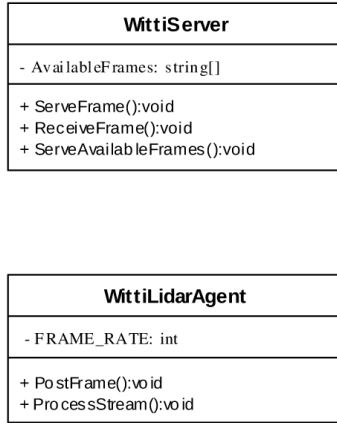 WittiServer
- AvailableFrames: string[]
+ ServeFrame():void
+ ReceiveFrame():void
+ ServeAvailableFrames():void
WittiLidarAgent
- FRAME_RATE: int
+ PostFrame():void
+ ProcessStream():void